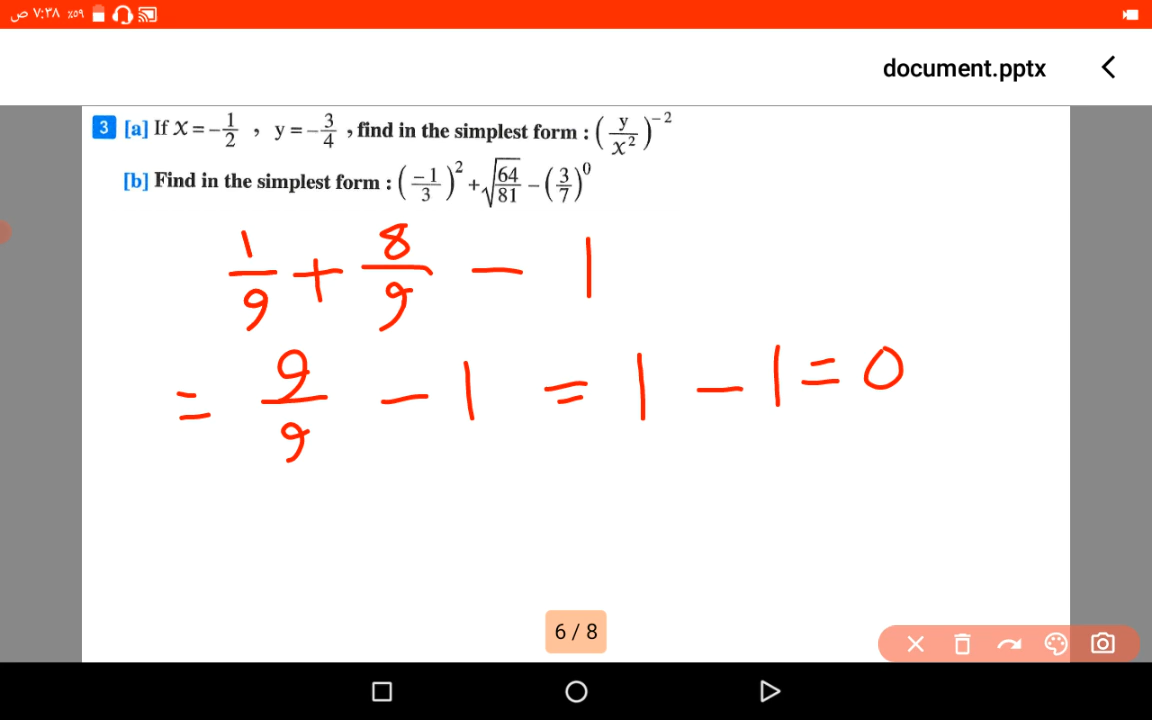 ٧:٣٨ ص ٥٩٪
document.pptx
3 [a] If x = -1/2 , y = -3/4 , find in the simplest form : (y/x²)⁻²
[b] Find in the simplest form : (-1/3)² + √(64/81) - (3/7)⁰
1/9 + 8/9 - 1
= 9/9 - 1 = 1 - 1 = 0
6 / 8